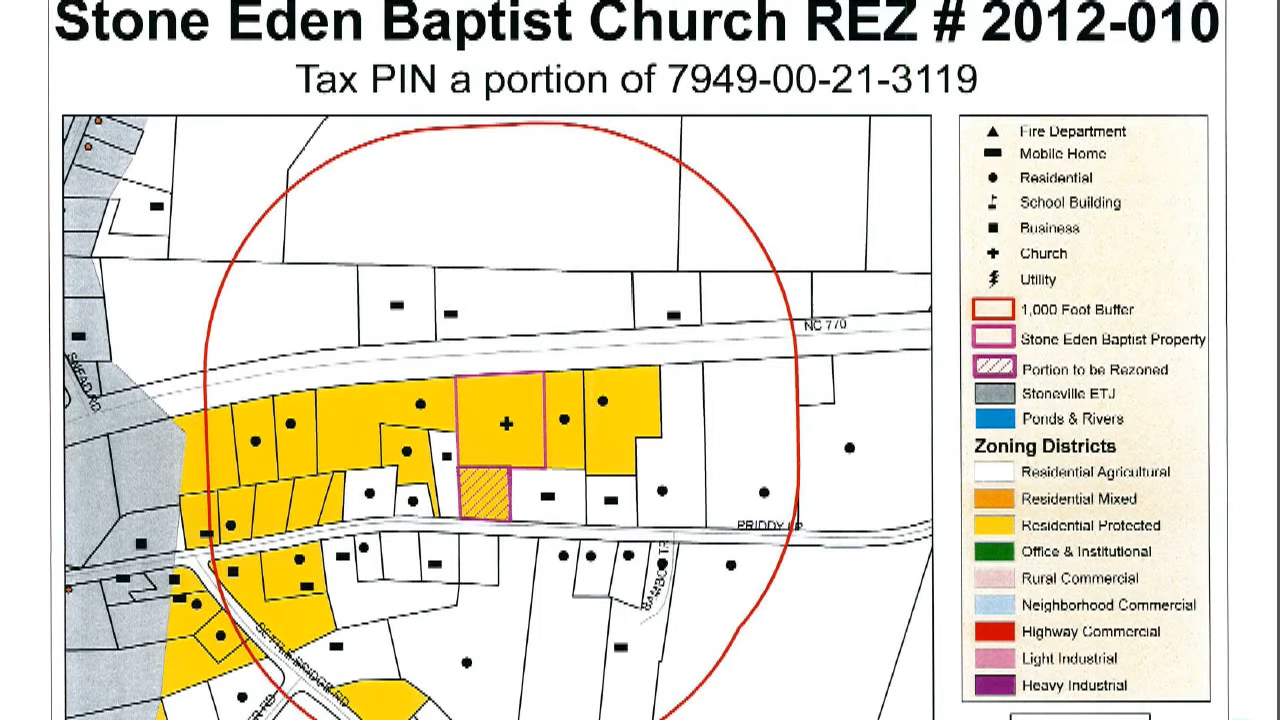 Stone Eden Baptist Church REZ # 2012-010
Tax PIN a portion of 7949-00-21-3119
Fire Department
Mobile Home
Residential
School Building
Business
Church
Utility
1,000 Foot Buffer
Stone Eden Baptist Property
Portion to be Rezoned
Stoneville ETJ
Ponds & Rivers
Zoning Districts
Residential Agricultural
Residential Mixed
Residential Protected
Office & Institutional
Rural Commercial
Neighborhood Commercial
Highway Commercial
Light Industrial
Heavy Industrial
NC 770
PRIDDY LP